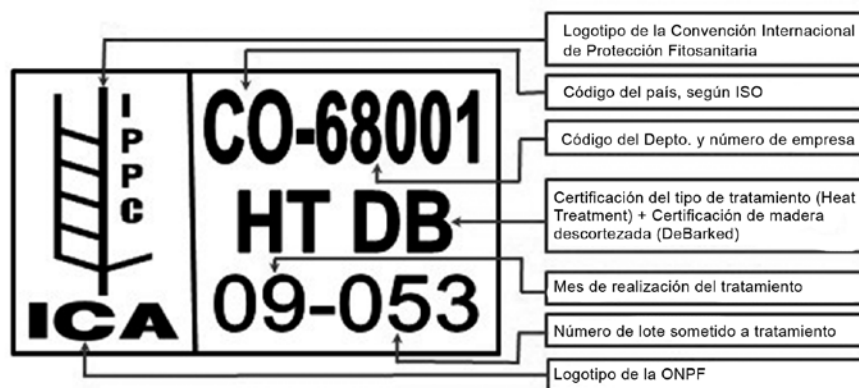 IPPC
ICA
CO-68001
HT DB
09-053
Logotipo de la Convención Internacional
de Protección Fitosanitaria
Código del país, según ISO
Código del Depto. y número de empresa
Certificación del tipo de tratamiento (Heat
Treatment) + Certificación de madera
descortezada (DeBarked)
Mes de realización del tratamiento
Número de lote sometido a tratamiento
Logotipo de la ONPF